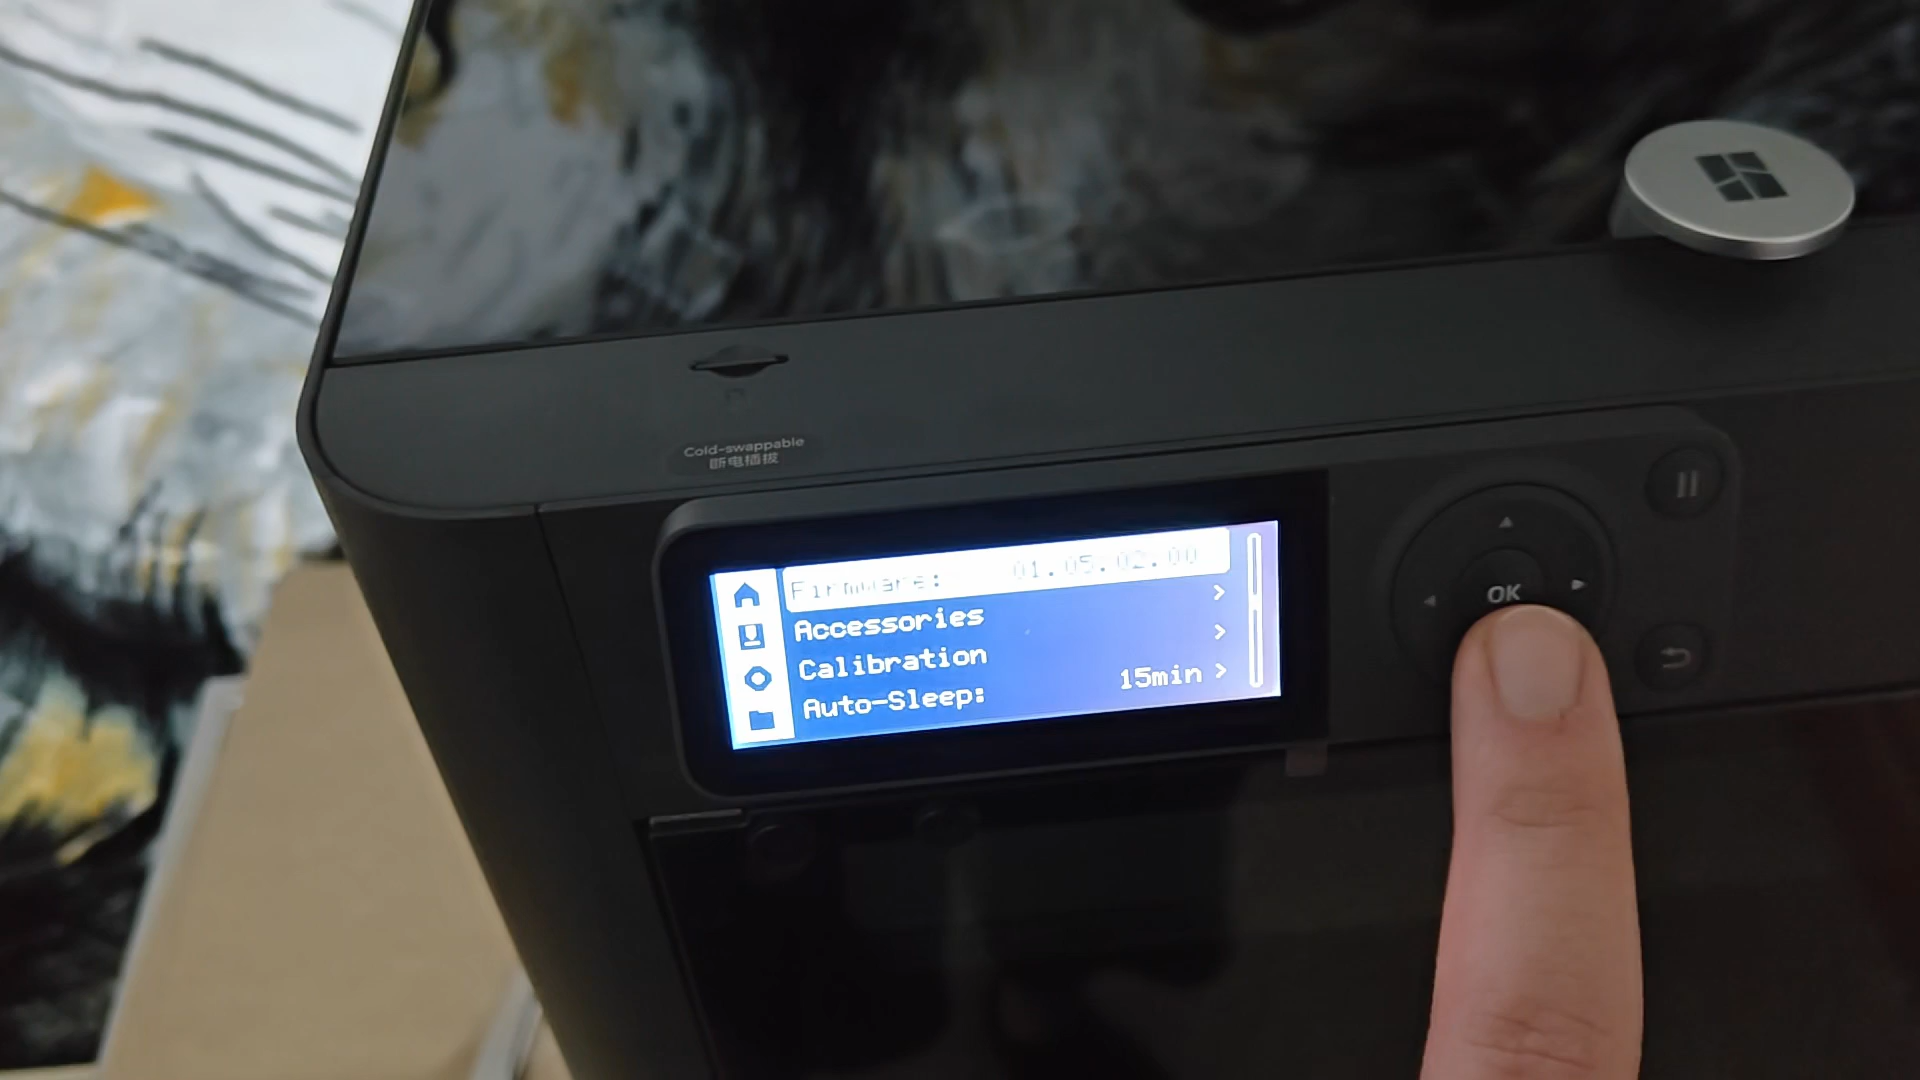 Cold-swappable
断电插拔
Firmware: 01.05.02.00
Accessories >
Calibration >
Auto-Sleep: 15min >
OK